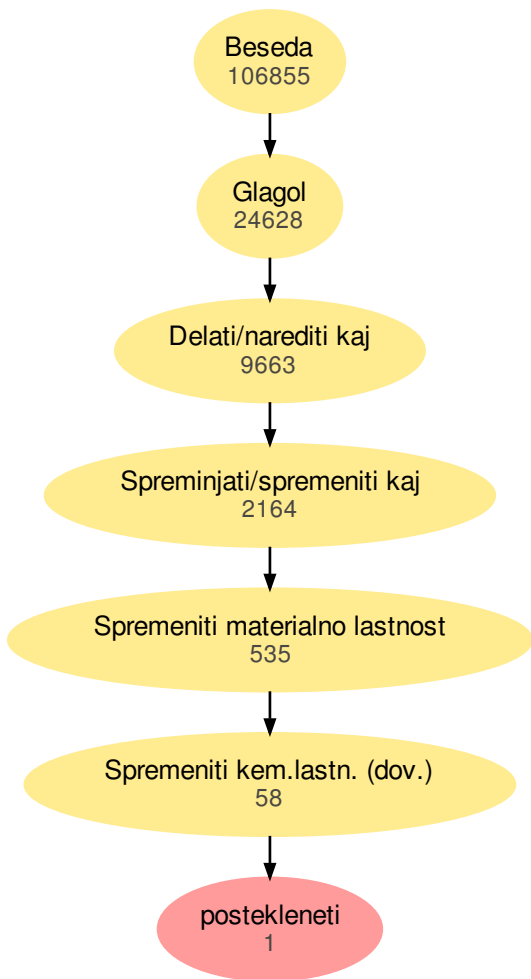 Beseda
106855
Glagol
24628
Delati/narediti kaj
9663
Spreminjati/spremeniti kaj
2164
Spremeniti materialno lastnost
535
Spremeniti kem.lastn. (dov.)
58
postekleneti
1